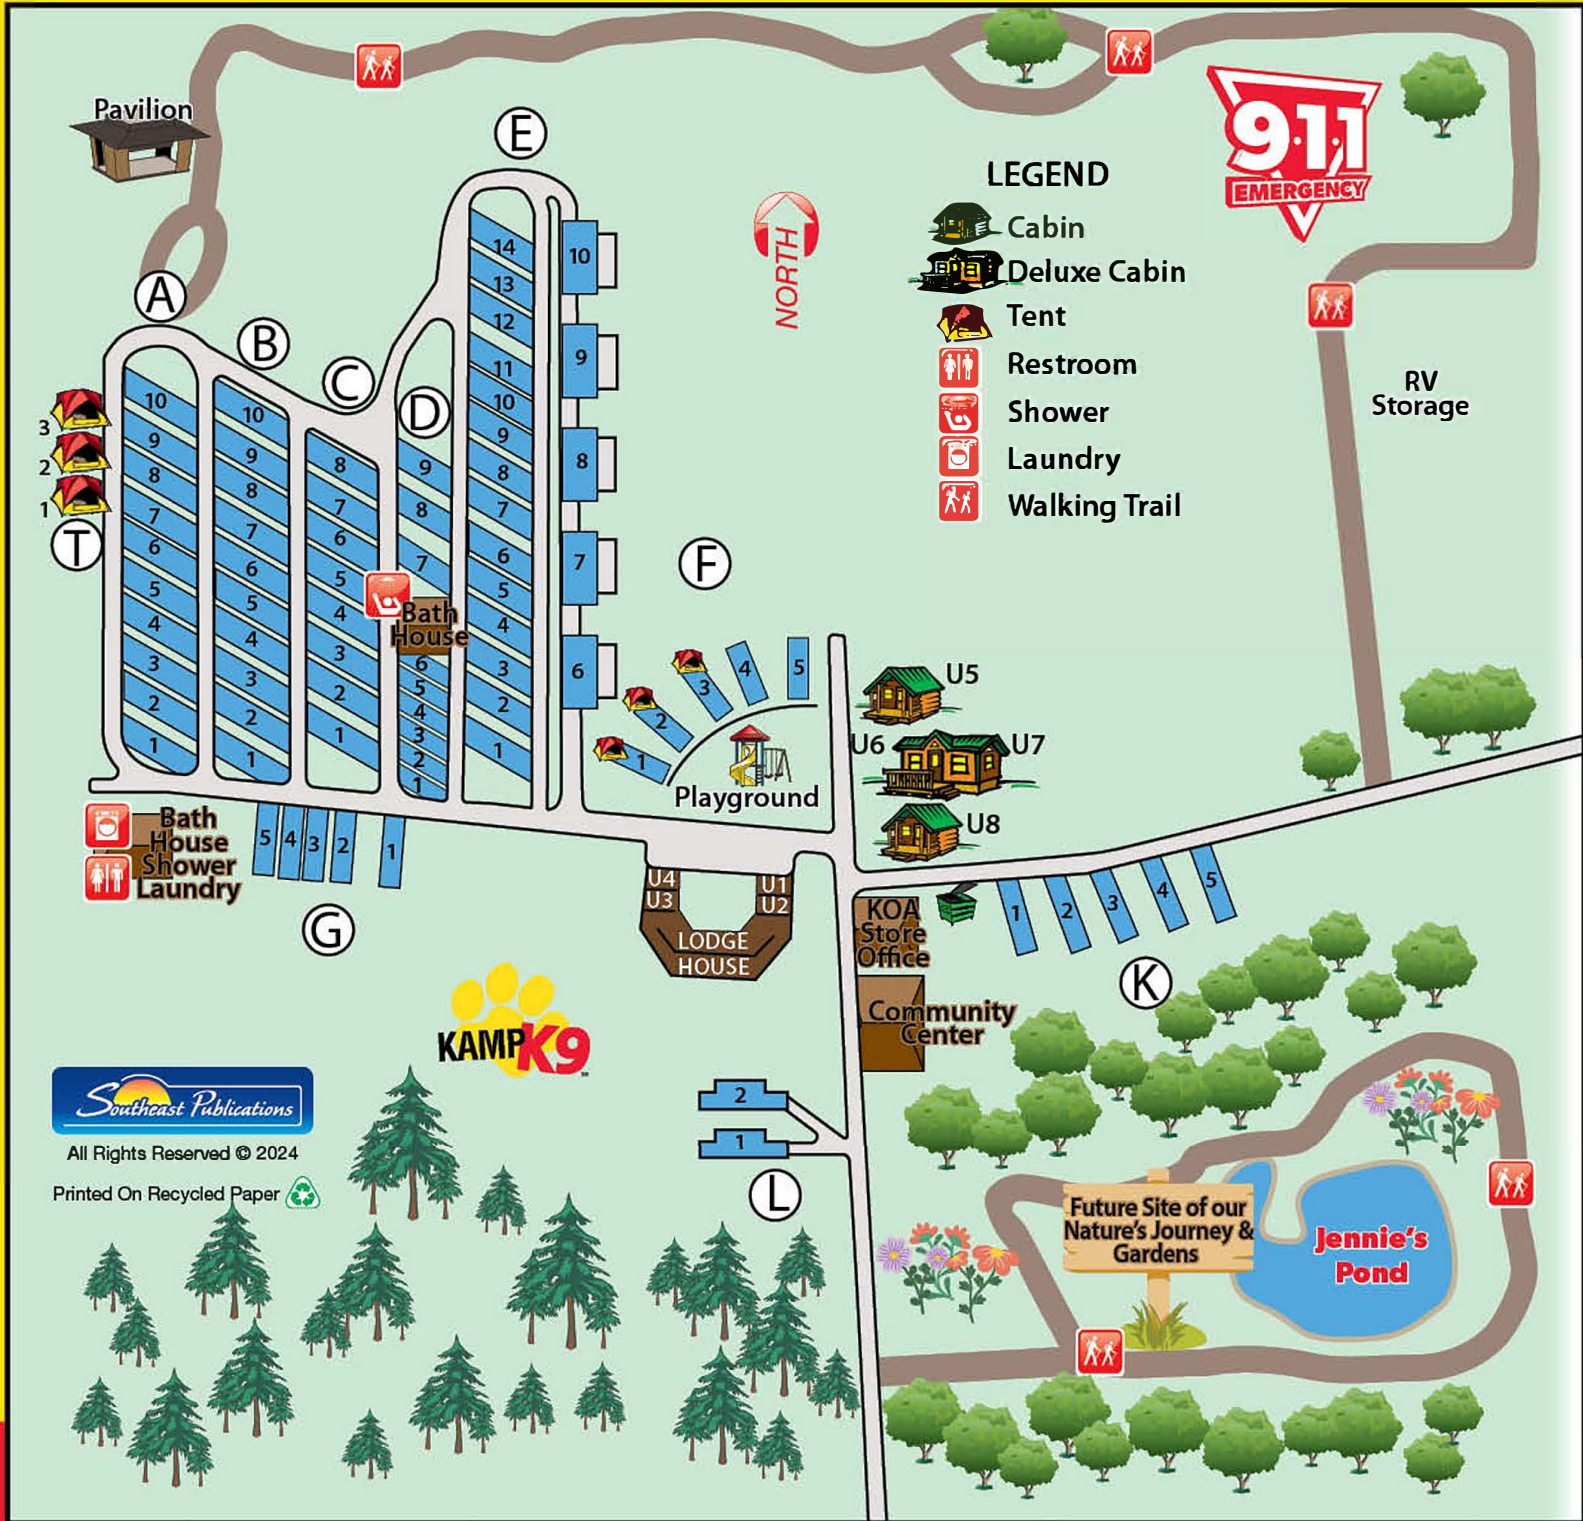 Pavilion
E
9·1·1
EMERGENCY
LEGEND
Cabin
Deluxe Cabin
Tent
Restroom
Shower
Laundry
Walking Trail
NORTH
A
B
C
D
RV
Storage
3
2
1
T
10
9
8
7
6
5
4
3
2
1
10
9
8
7
6
5
4
3
2
1
8
7
6
5
4
3
2
1
9
8
7
Bath
House
6
5
4
3
2
1
14
13
12
11
10
9
8
7
6
5
4
3
2
1
10
9
8
7
6
F
1
2
3
4
5
Playground
U5
U6
U7
U8
Bath
House
Shower
Laundry
5
4
3
2
1
G
U4
U3
U1
U2
LODGE
HOUSE
KOA
Store
Office
1
2
3
4
5
K
Community
Center
KAMPK9
Southeast Publications
All Rights Reserved © 2024
Printed On Recycled Paper
2
1
L
Future Site of our
Nature's Journey &
Gardens
Jennie's
Pond